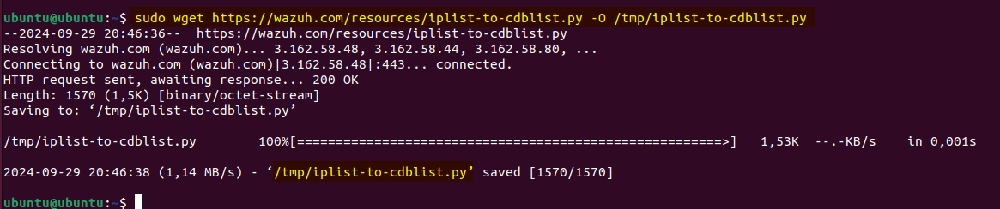 ubuntu@ubuntu:~$ sudo wget https://wazuh.com/resources/iplist-to-cdblist.py -O /tmp/iplist-to-cdblist.py
--2024-09-29 20:46:36--  https://wazuh.com/resources/iplist-to-cdblist.py
Resolving wazuh.com (wazuh.com)... 3.162.58.48, 3.162.58.44, 3.162.58.80, ...
Connecting to wazuh.com (wazuh.com)|3.162.58.48|:443... connected.
HTTP request sent, awaiting response... 200 OK
Length: 1570 (1,5K) [binary/octet-stream]
Saving to: ‘/tmp/iplist-to-cdblist.py’
/tmp/iplist-to-cdblist.py       100%[======================================================>]   1,53K  --.-KB/s    in 0,001s
2024-09-29 20:46:38 (1,14 MB/s) - ‘/tmp/iplist-to-cdblist.py’ saved [1570/1570]
ubuntu@ubuntu:~$